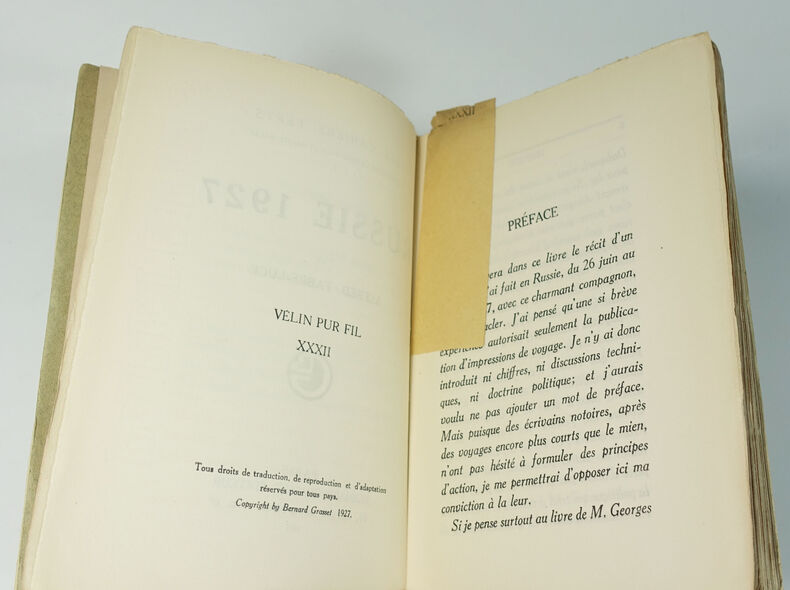 VÉLIN PUR FIL
XXXII
Tous droits de traduction, de reproduction et d'adaptation
réservés pour tous pays.
Copyright by Bernard Grasset 1927.
PRÉFACE
dans ce livre le récit d'un
fait en Russie, du 26 juin au
avec ce charmant compagnon,
J'ai pensé qu'une si brève
expérience autorisait seulement la publica-
tion d'impressions de voyage. Je n'y ai donc
introduit ni chiffres, ni discussions techni-
ques, ni doctrine politique; et j'aurais
voulu ne pas ajouter un mot de préface.
Mais puisque des écrivains notoires, après
des voyages encore plus courts que le mien,
n'ont pas hésité à formuler des principes
d'action, je me permettrai d'opposer ici ma
conviction à la leur.
Si je pense surtout au livre de M. Georges